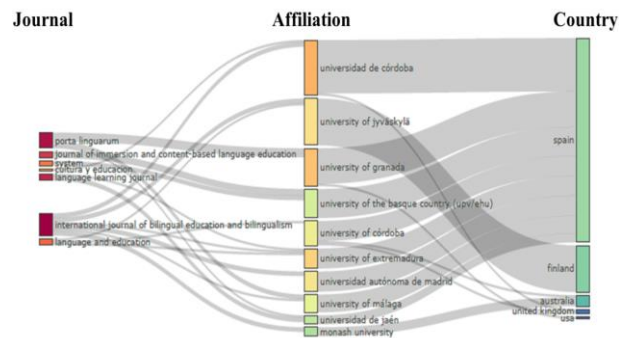 Journal Affiliation Country
porta linguarum
journal of immersion and content-based language education
system
cultura y educación
language learning journal
international journal of bilingual education and bilingualism
language and education
universidad de córdoba
university of jyväskylä
university of granada
university of the basque country (upv/ehu)
university of córdoba
university of extremadura
universidad autónoma de madrid
university of málaga
universidad de jaén
monash university
spain
finland
australia
united kingdom
usa